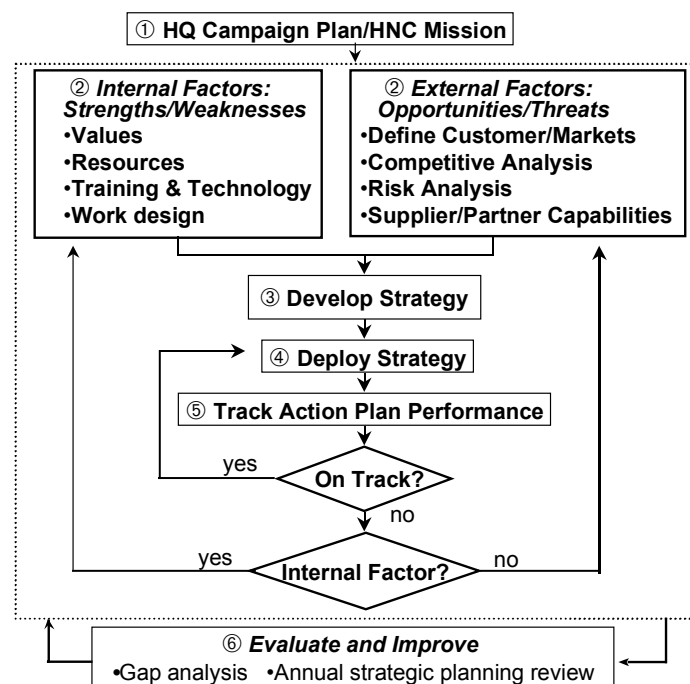 ① HQ Campaign Plan/HNC Mission
② Internal Factors:
Strengths/Weaknesses
•Values
•Resources
•Training & Technology
•Work design
② External Factors:
Opportunities/Threats
•Define Customer/Markets
•Competitive Analysis
•Risk Analysis
•Supplier/Partner Capabilities
③ Develop Strategy
④ Deploy Strategy
⑤ Track Action Plan Performance
yes
On Track?
no
yes
Internal Factor?
no
⑥ Evaluate and Improve
•Gap analysis •Annual strategic planning review